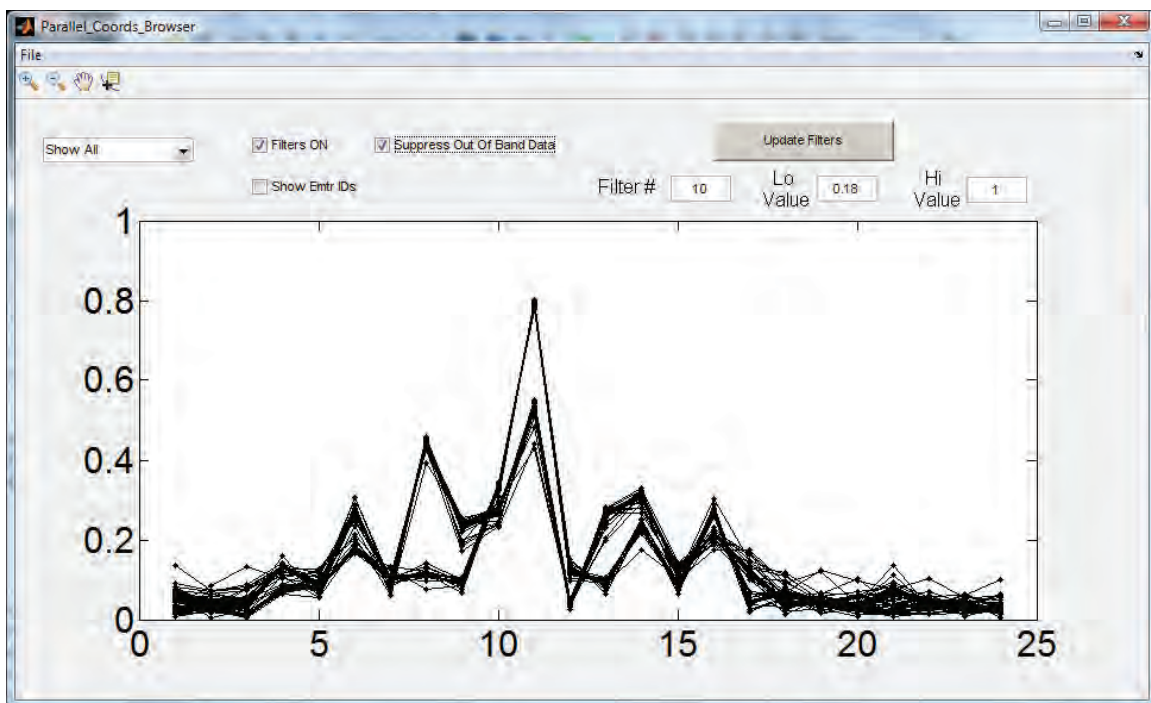 Parallel_Coords_Browser
File
Show All
Filters ON
Suppress Out Of Band Data
Update Filters
Show Emtr IDs
Filter # 10
Lo Value 0.18
Hi Value 1
1
0.8
0.6
0.4
0.2
0
0 5 10 15 20 25